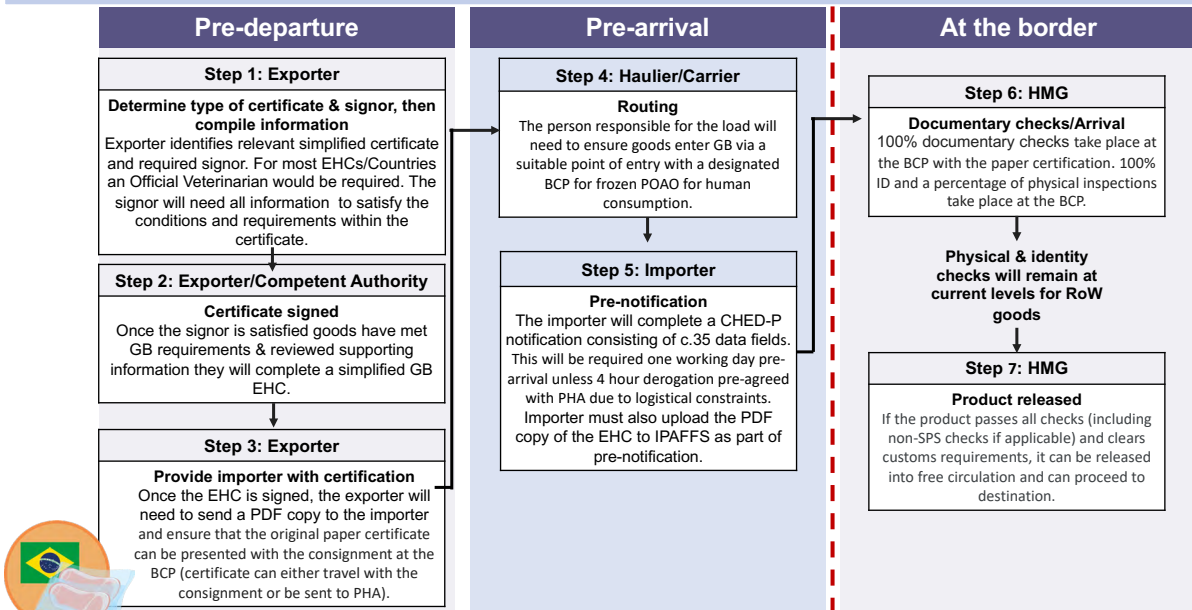 Pre-departure
Step 1: Exporter
Determine type of certificate & signor, then
compile information
Exporter identifies relevant simplified certificate
and required signor. For most EHCs/Countries
an Official Veterinarian would be required. The
signor will need all information to satisfy the
conditions and requirements within the
certificate.
Step 2: Exporter/Competent Authority
Certificate signed
Once the signor is satisfied goods have met
GB requirements & reviewed supporting
information they will complete a simplified GB
EHC.
Step 3: Exporter
Provide importer with certification
Once the EHC is signed, the exporter will
need to send a PDF copy to the importer
and ensure that the original paper certificate
can be presented with the consignment at the
BCP (certificate can either travel with the
consignment or be sent to PHA).
Pre-arrival
Step 4: Haulier/Carrier
Routing
The person responsible for the load will
need to ensure goods enter GB via a
suitable point of entry with a designated
BCP for frozen POAO for human
consumption.
Step 5: Importer
Pre-notification
The importer will complete a CHED-P
notification consisting of c.35 data fields.
This will be required one working day pre-
arrival unless 4 hour derogation pre-agreed
with PHA due to logistical constraints.
Importer must also upload the PDF
copy of the EHC to IPAFFS as part of
pre-notification.
At the border
Step 6: HMG
Documentary checks/Arrival
100% documentary checks take place at
the BCP with the paper certification. 100%
ID and a percentage of physical inspections
take place at the BCP.
Physical & identity
checks will remain at
current levels for RoW
goods
Step 7: HMG
Product released
If the product passes all checks (including
non-SPS checks if applicable) and clears
customs requirements, it can be released
into free circulation and can proceed to
destination.